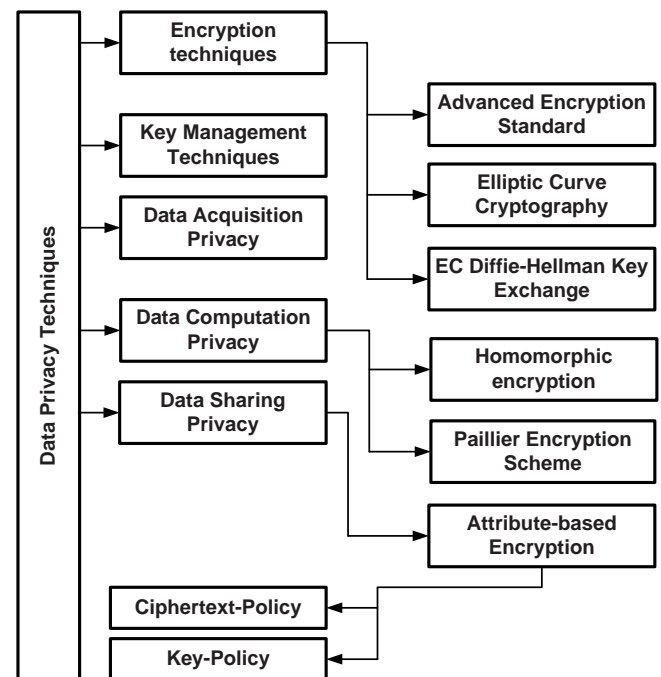 Data Privacy Techniques
Encryption
techniques
Key Management
Techniques
Data Acquisition
Privacy
Data Computation
Privacy
Data Sharing
Privacy
Advanced Encryption
Standard
Elliptic Curve
Cryptography
EC Diffie-Hellman Key
Exchange
Homomorphic
encryption
Paillier Encryption
Scheme
Attribute-based
Encryption
Ciphertext-Policy
Key-Policy